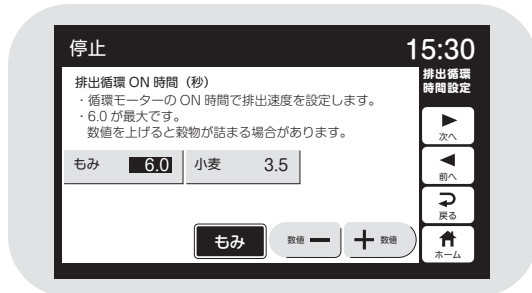 停止
15:30
排出循環 ON 時間（秒）
・循環モーターの ON 時間で排出速度を設定します。
・6.0 が最大です。
数値を上げると穀物が詰まる場合があります。
もみ 6.0 小麦 3.5
もみ 数値 ー ＋ 数値
排出循環
時間設定
次へ
前へ
戻る
ホーム